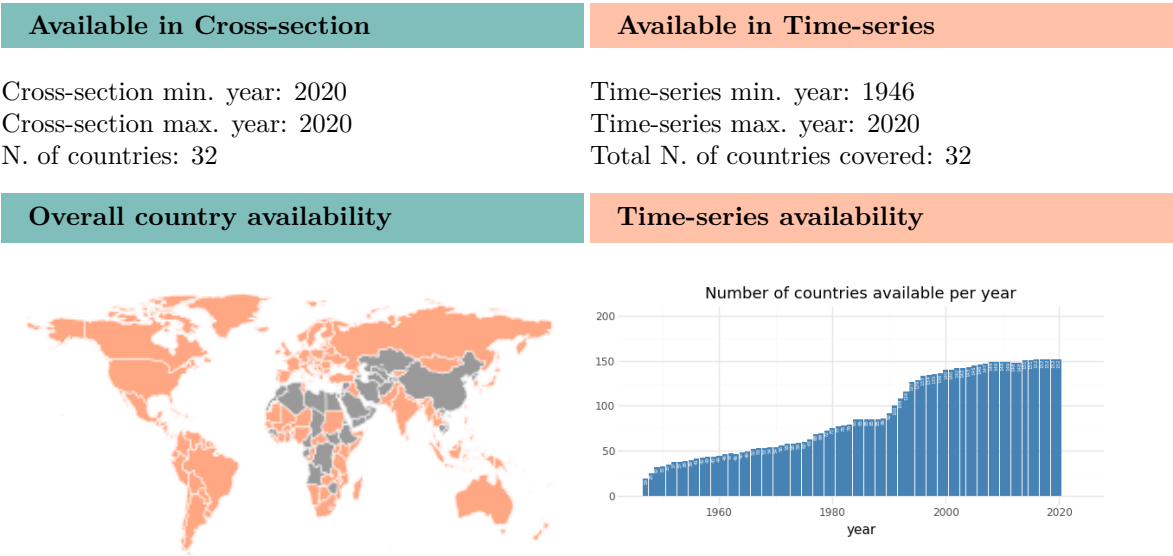 Available in Cross-section
Available in Time-series
Cross-section min. year: 2020
Cross-section max. year: 2020
N. of countries: 32
Time-series min. year: 1946
Time-series max. year: 2020
Total N. of countries covered: 32
Overall country availability
Time-series availability
Number of countries available per year
200
150
100
50
0
1960
1980
2000
2020
year